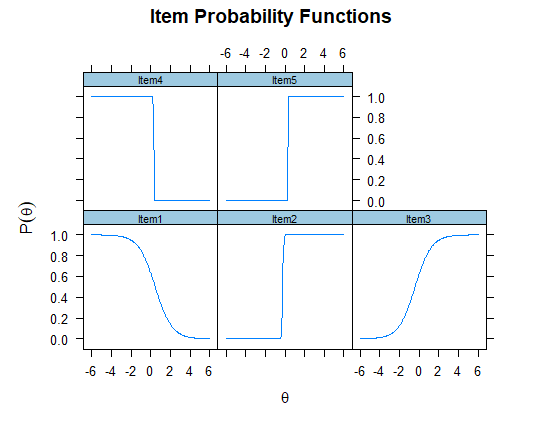 Item Probability Functions
-6 -4 -2 0 2 4 6
Item4 Item5
1.0
0.8
0.6
0.4
0.2
0.0
P(θ)
Item1 Item2 Item3
1.0
0.8
0.6
0.4
0.2
0.0
-6 -4 -2 0 2 4 6 -6 -4 -2 0 2 4 6
θ